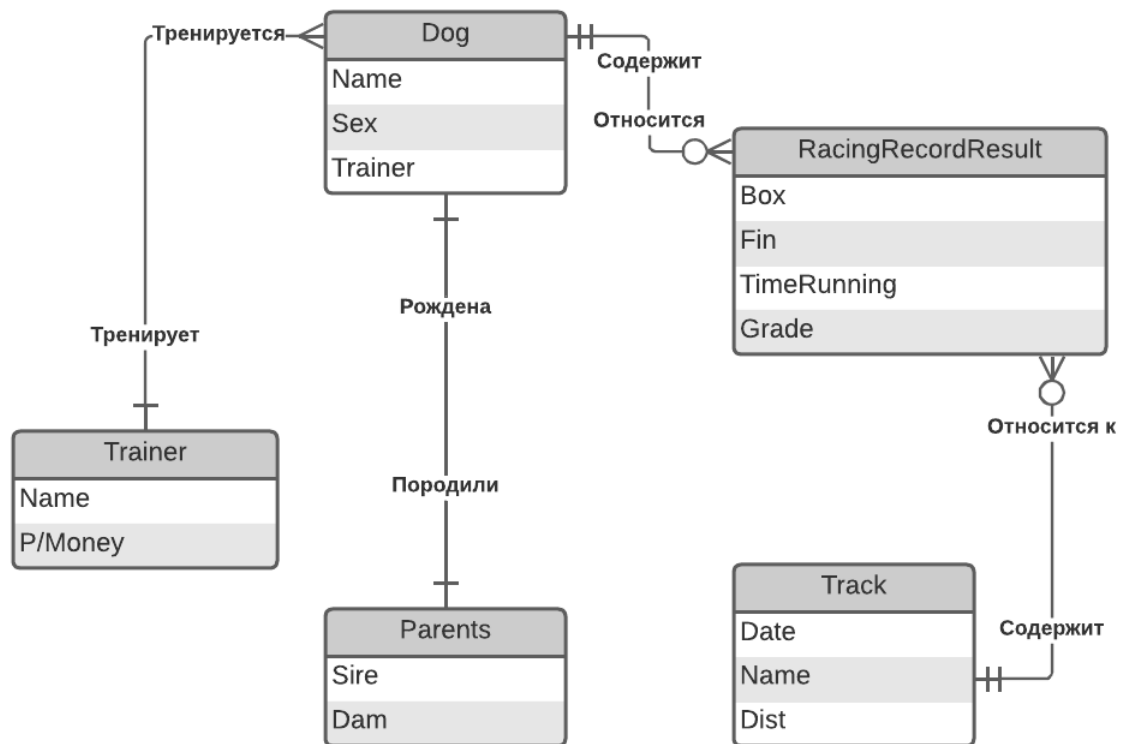 Тренируется
Dog
Name
Sex
Trainer
Содержит
Относится
RacingRecordResult
Box
Fin
TimeRunning
Grade
Рождена
Тренирует
Trainer
Name
P/Money
Породили
Parents
Sire
Dam
Относится к
Содержит
Track
Date
Name
Dist